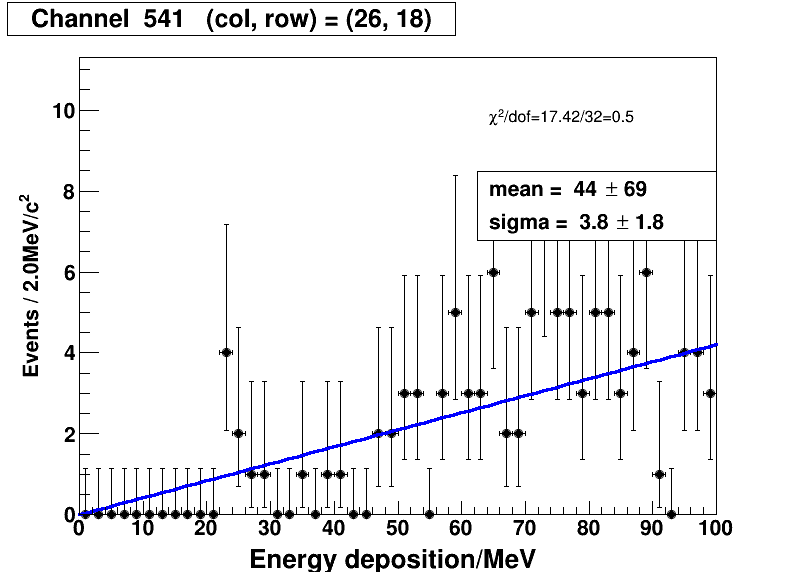 Channel 541 (col, row) = (26, 18)
χ²/dof=17.42/32=0.5
mean = 44 ± 69
sigma = 3.8 ± 1.8
Events / 2.0MeV/c²
10
8
6
4
2
0
0 10 20 30 40 50 60 70 80 90 100
Energy deposition/MeV